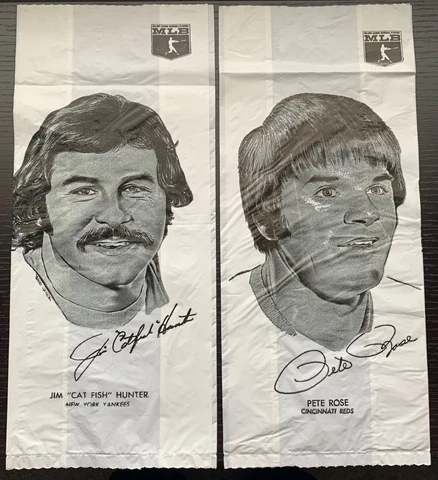 MLB
Jim "Catfish" Hunter
JIM "CAT FISH" HUNTER
NEW YORK YANKEES
MLB
Pete Rose
PETE ROSE
CINCINNATI REDS